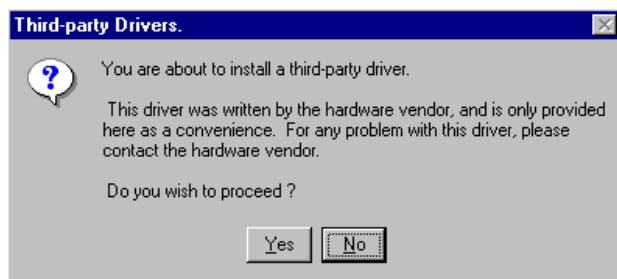 Third-party Drivers.
You are about to install a third-party driver.
This driver was written by the hardware vendor, and is only provided
here as a convenience. For any problem with this driver, please
contact the hardware vendor.
Do you wish to proceed ?
Yes No